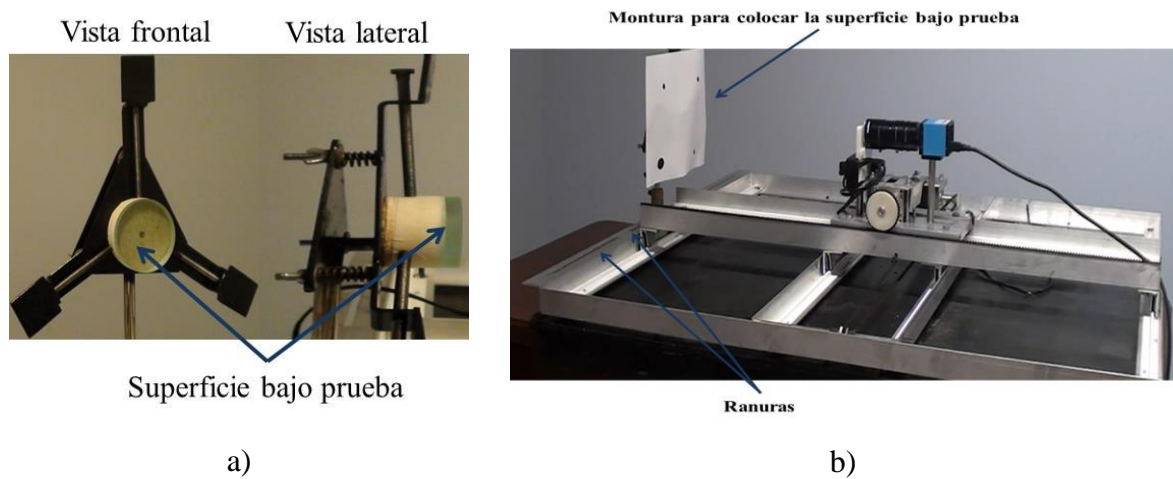 Vista frontal
Vista lateral
Superficie bajo prueba
a)
Montura para colocar la superficie bajo prueba
Ranuras
b)